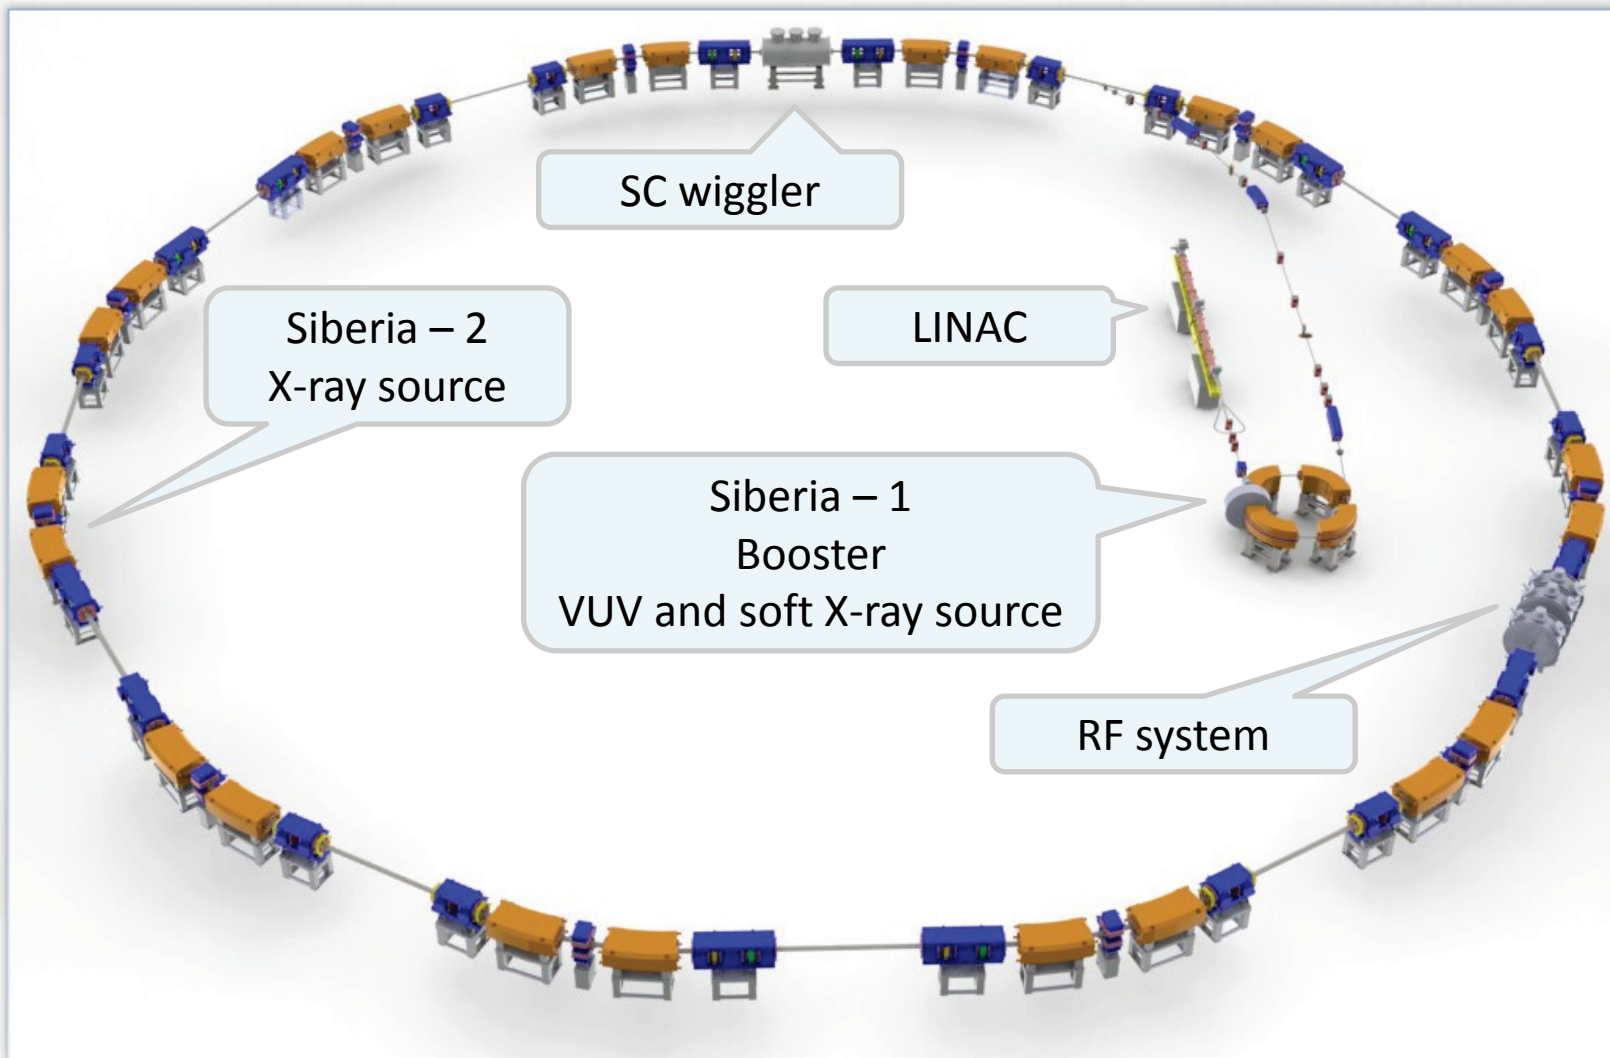 SC wiggler
Siberia – 2
X-ray source
LINAC
Siberia – 1
Booster
VUV and soft X-ray source
RF system